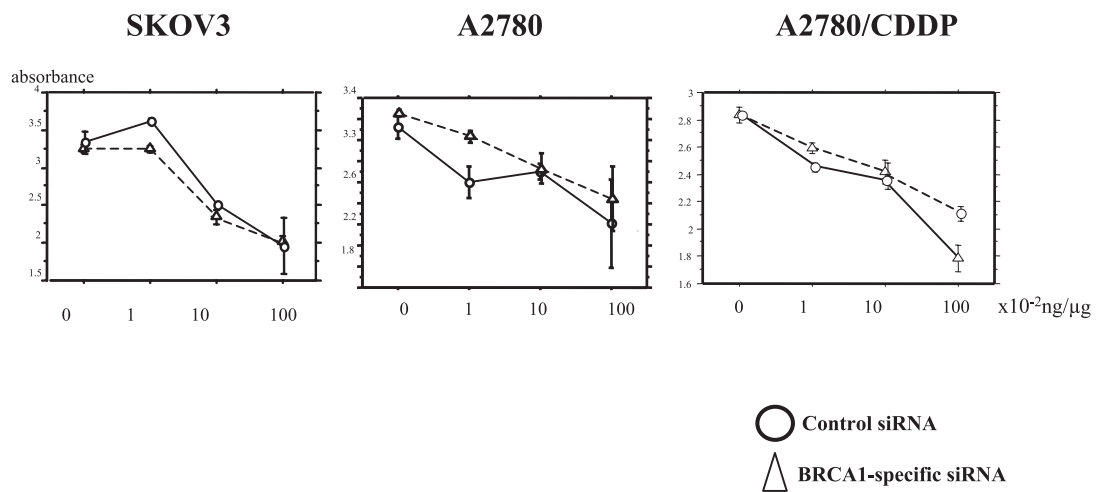 SKOV3 A2780 A2780/CDDP
absorbance
4
3.5
3
2.5
2
1.5
0 1 10 100
3.4
3.3
2.6
2.2
1.8
0 1 10 100
3
2.8
2.6
2.4
2.2
2
1.8
1.6
0 1 10 100 x10-2ng/µg
Control siRNA
BRCA1-specific siRNA